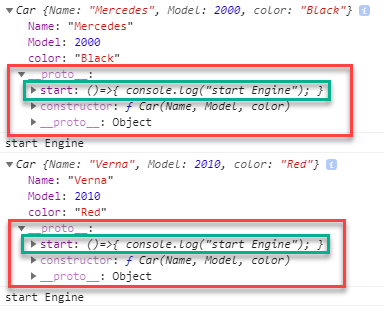 ▼Car {Name: "Mercedes", Model: 2000, color: "Black"} i
Name: "Mercedes"
Model: 2000
color: "Black"
▼__proto__:
▶start: ()=>{ console.log("start Engine"); }
▶constructor: ƒ Car(Name, Model, color)
▶__proto__: Object
start Engine
▼Car {Name: "Verna", Model: 2010, color: "Red"} i
Name: "Verna"
Model: 2010
color: "Red"
▼__proto__:
▶start: ()=>{ console.log("start Engine"); }
▶constructor: ƒ Car(Name, Model, color)
▶__proto__: Object
start Engine